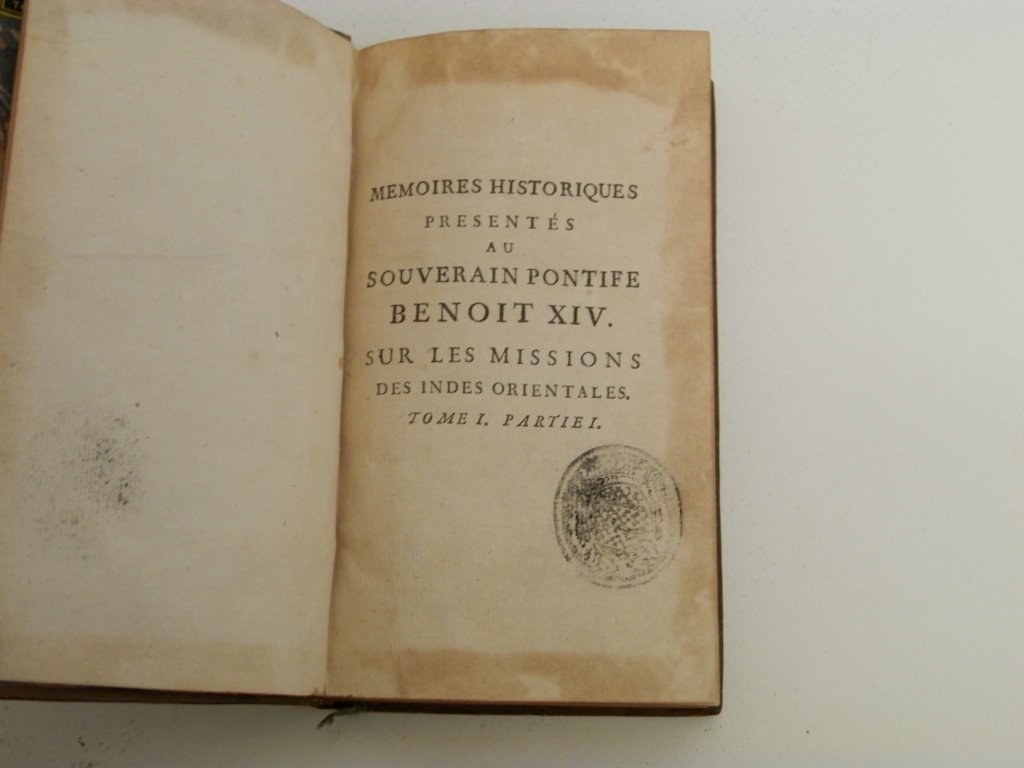 MEMOIRES HISTORIQUES
PRESENTÉS
AU
SOUVERAIN PONTIFE
BENOIT XIV.
SUR LES MISSIONS
DES INDES ORIENTALES.
TOME I. PARTIE I.